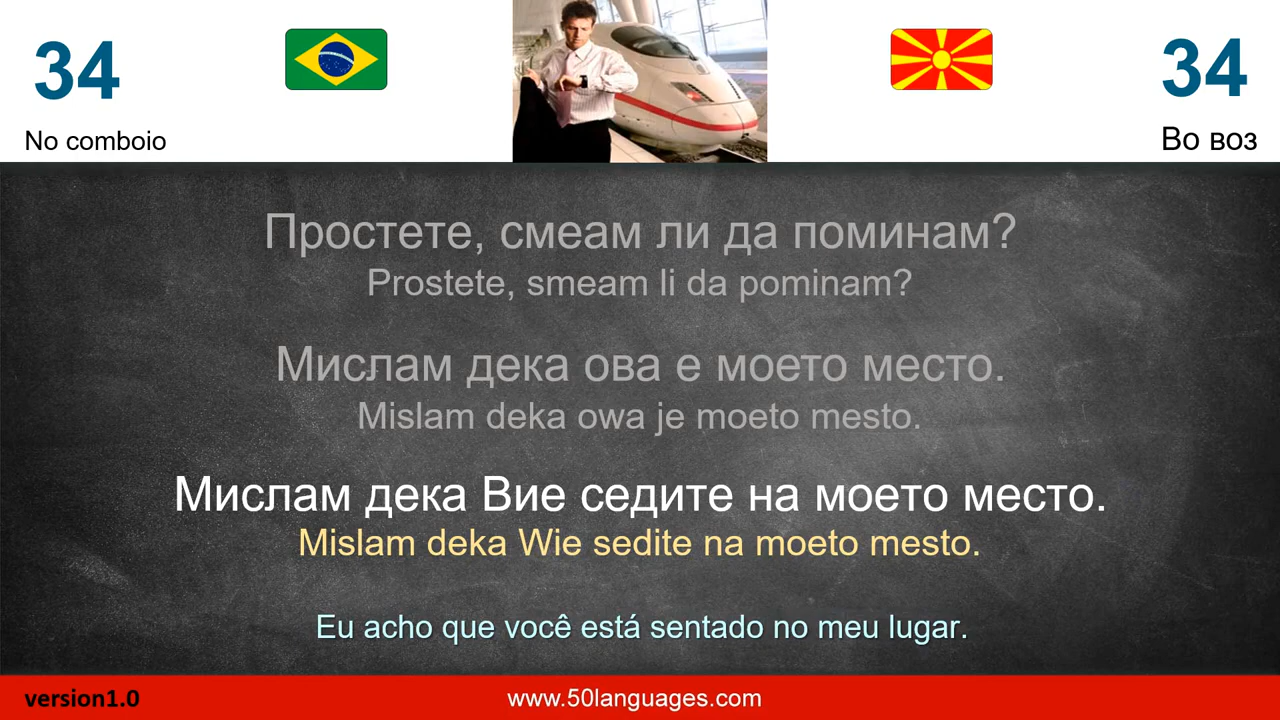 34
34
No comboio
Во воз
Простете, смеам ли да поминам?
Prostete, smeam li da pominam?
Мислам дека ова е моето место.
Mislam deka owa je moeto mesto.
Мислам дека Вие седите на моето место.
Mislam deka Wie sedite na moeto mesto.
Eu acho que você está sentado no meu lugar.
version1.0
www.50languages.com